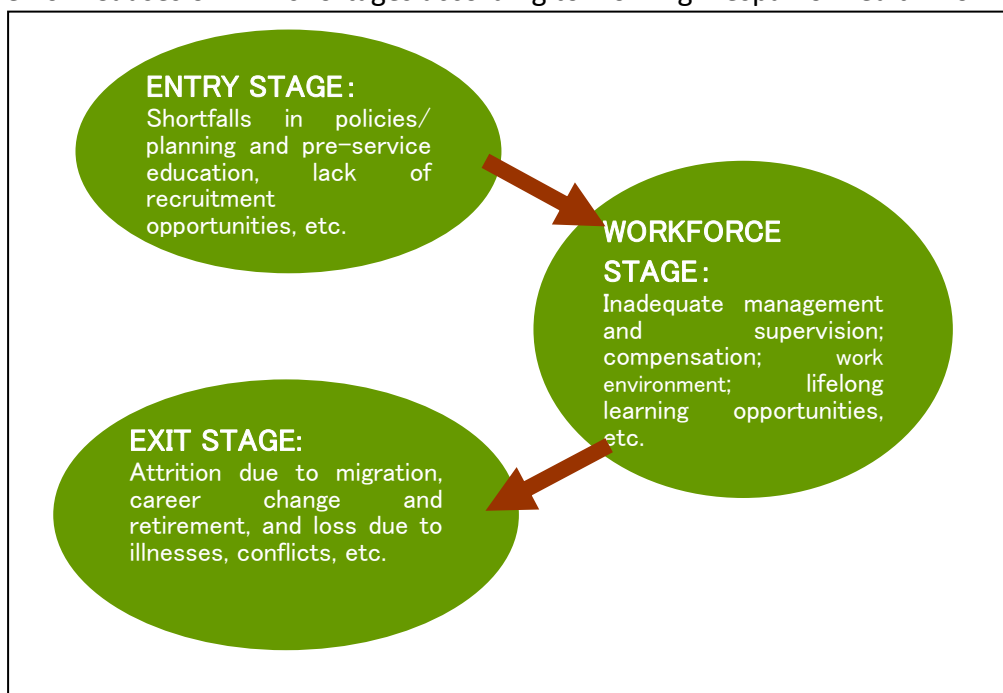 according to
ENTRY STAGE:
Shortfalls in policies/
planning and pre-service
education, lack of
recruitment
opportunities, etc.
WORKFORCE
STAGE:
Inadequate management
and supervision;
compensation; work
environment; lifelong
learning opportunities,
etc.
EXIT STAGE:
Attrition due to migration,
career change and
retirement, and loss due to
illnesses, conflicts, etc.